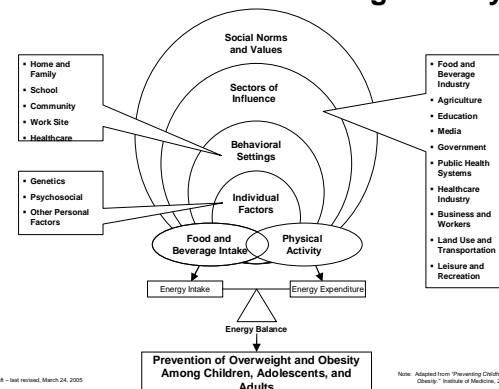 Social Norms
and Values
▪ Home and
Family
▪ School
▪ Community
▪ Work Site
▪ Healthcare
Sectors of
Influence
▪ Food and
Beverage
Industry
▪ Agriculture
▪ Education
▪ Media
▪ Government
▪ Public Health
Systems
▪ Healthcare
Industry
▪ Business and
Workers
▪ Land Use and
Transportation
▪ Leisure and
Recreation
Behavioral
Settings
▪ Genetics
▪ Psychosocial
▪ Other Personal
Factors
Individual
Factors
Food and
Beverage Intake
Physical
Activity
Energy Intake
Energy Expenditure
Energy Balance
Prevention of Overweight and Obesity
Among Children, Adolescents, and
Adults
– last revised, March 24, 2005
Note: Adapted from "Preventing
Obesity." Institute of Medicine,